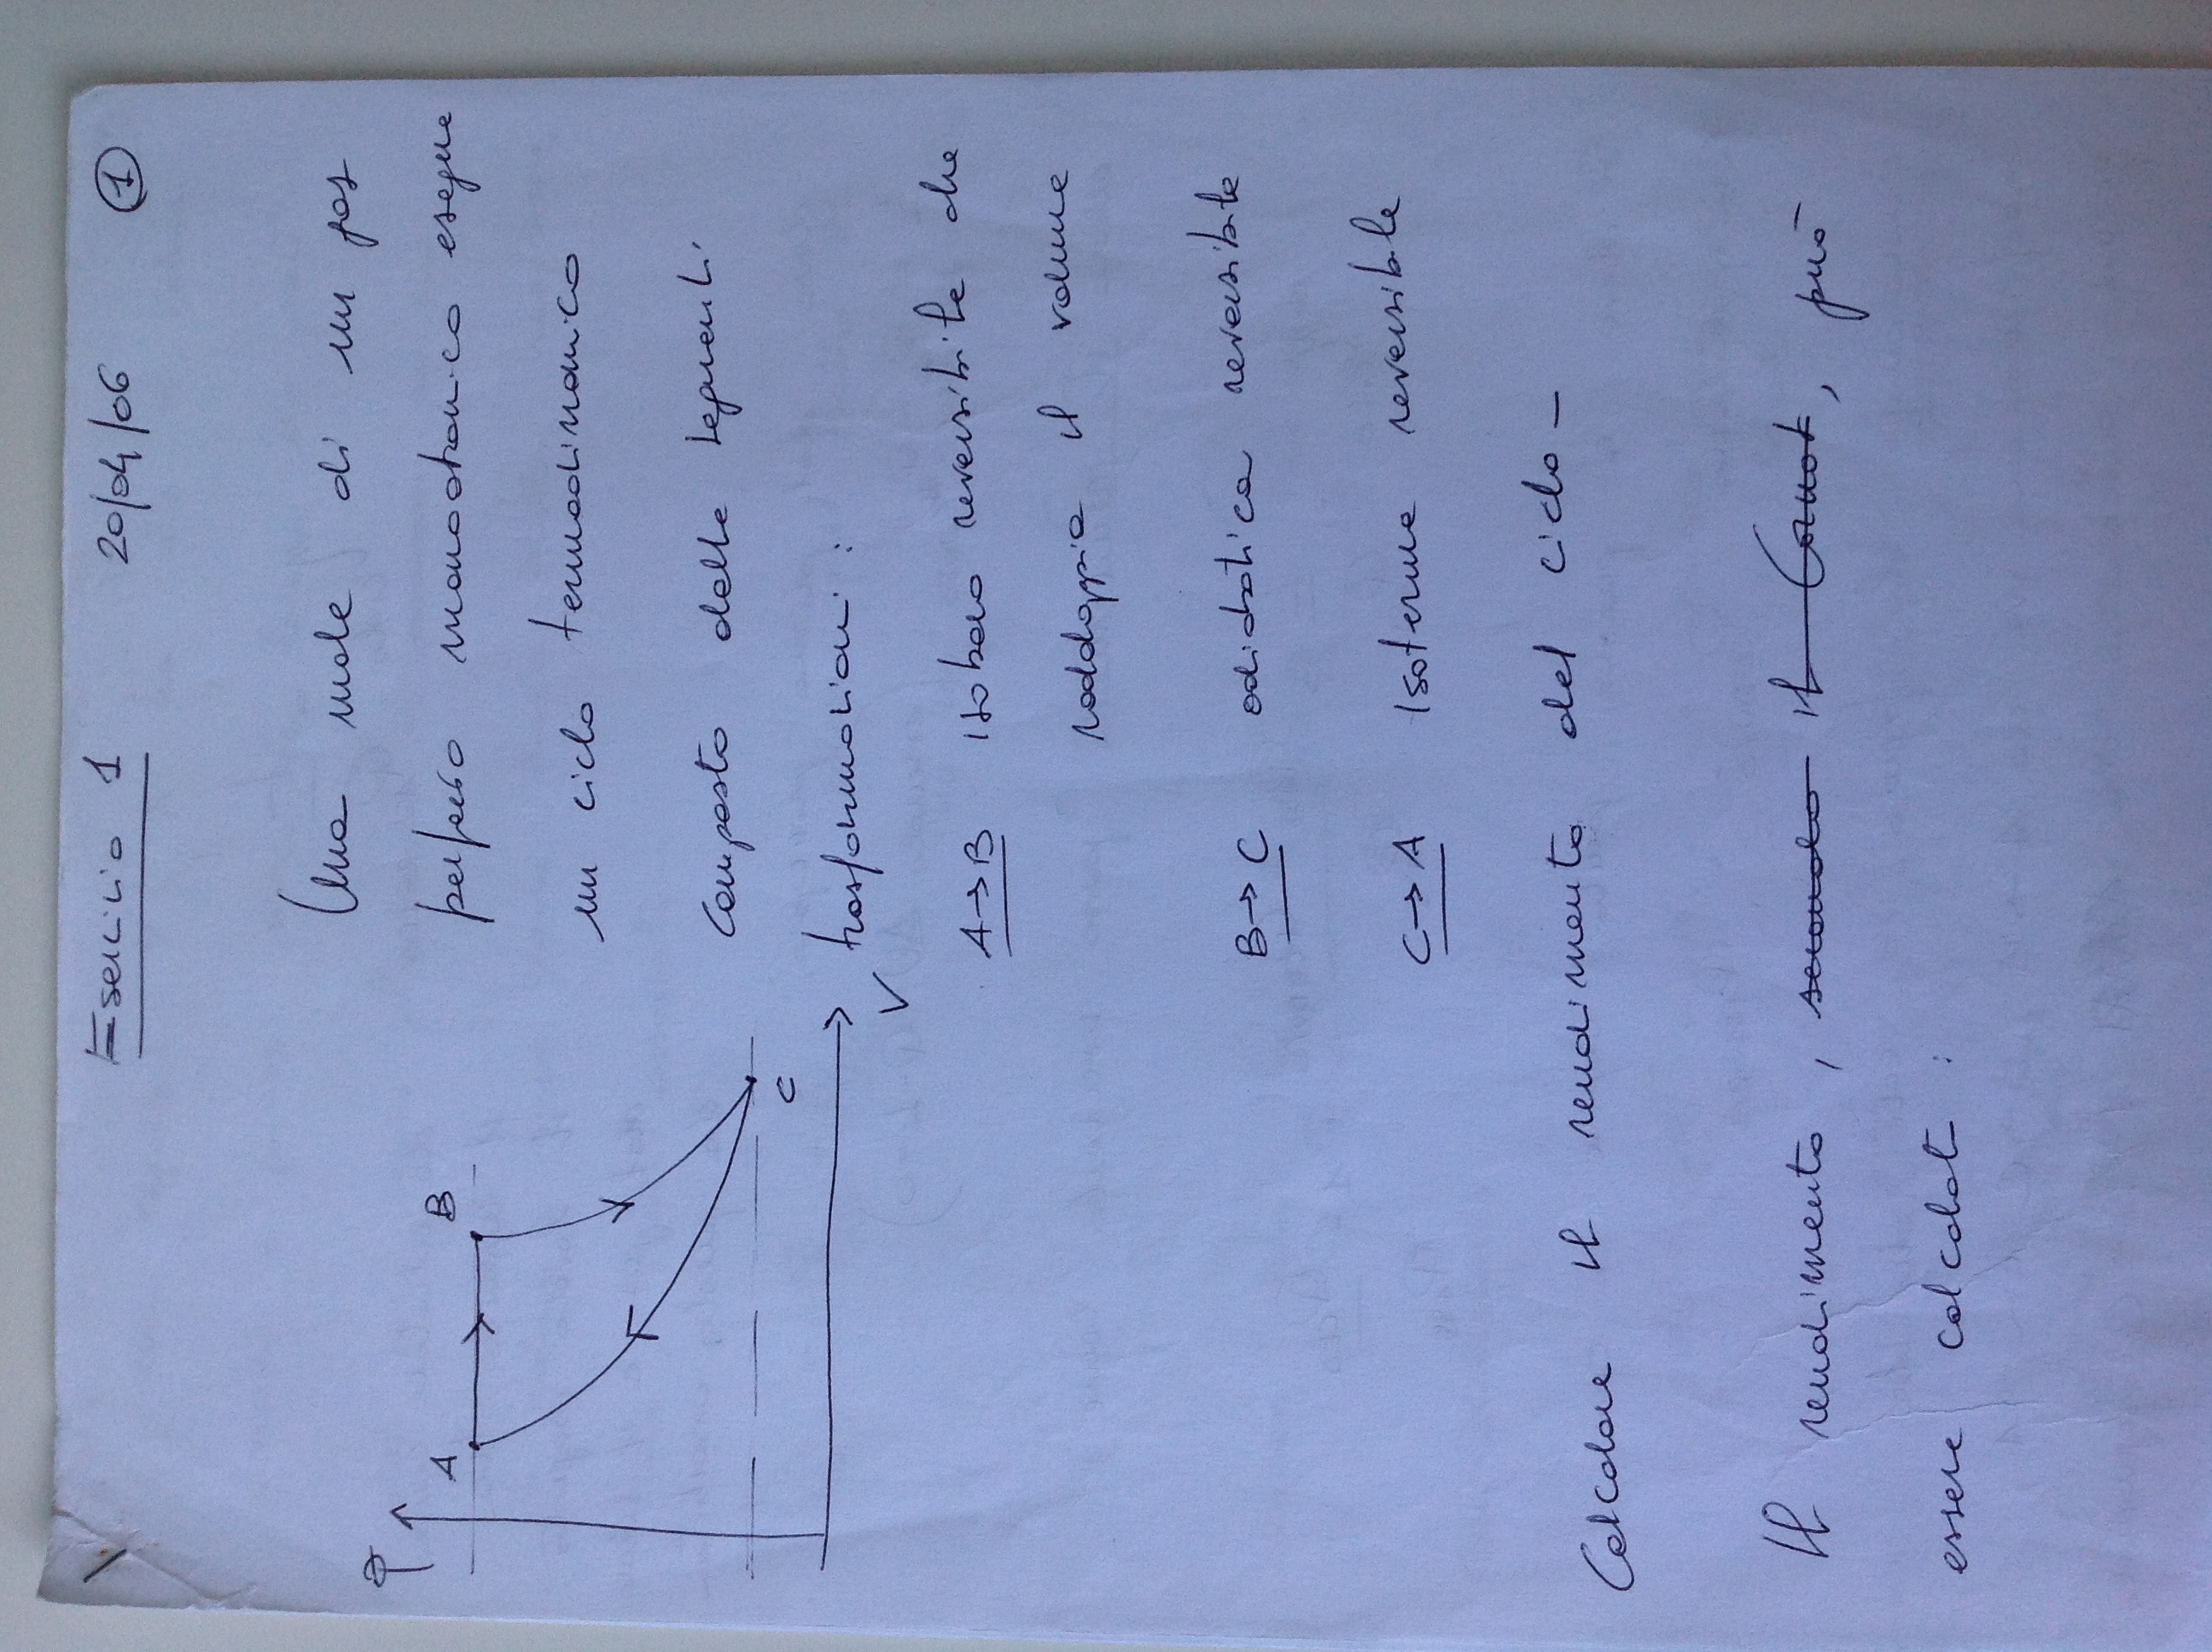 Esercizio 1 20/04/06 1
Una mole di un gas
P
A B
perfetto monoatomico esegue
un ciclo termodinamico
composto dalle seguenti
C
trasformazioni :
V
A→B Isobara reversibile che
raddoppia il volume
B→C adiabatica reversibile
C→A Isoterma reversibile
Calcolare il rendimento del ciclo –
Il rendimento, secondo il Carnot, può
essere calcolato :